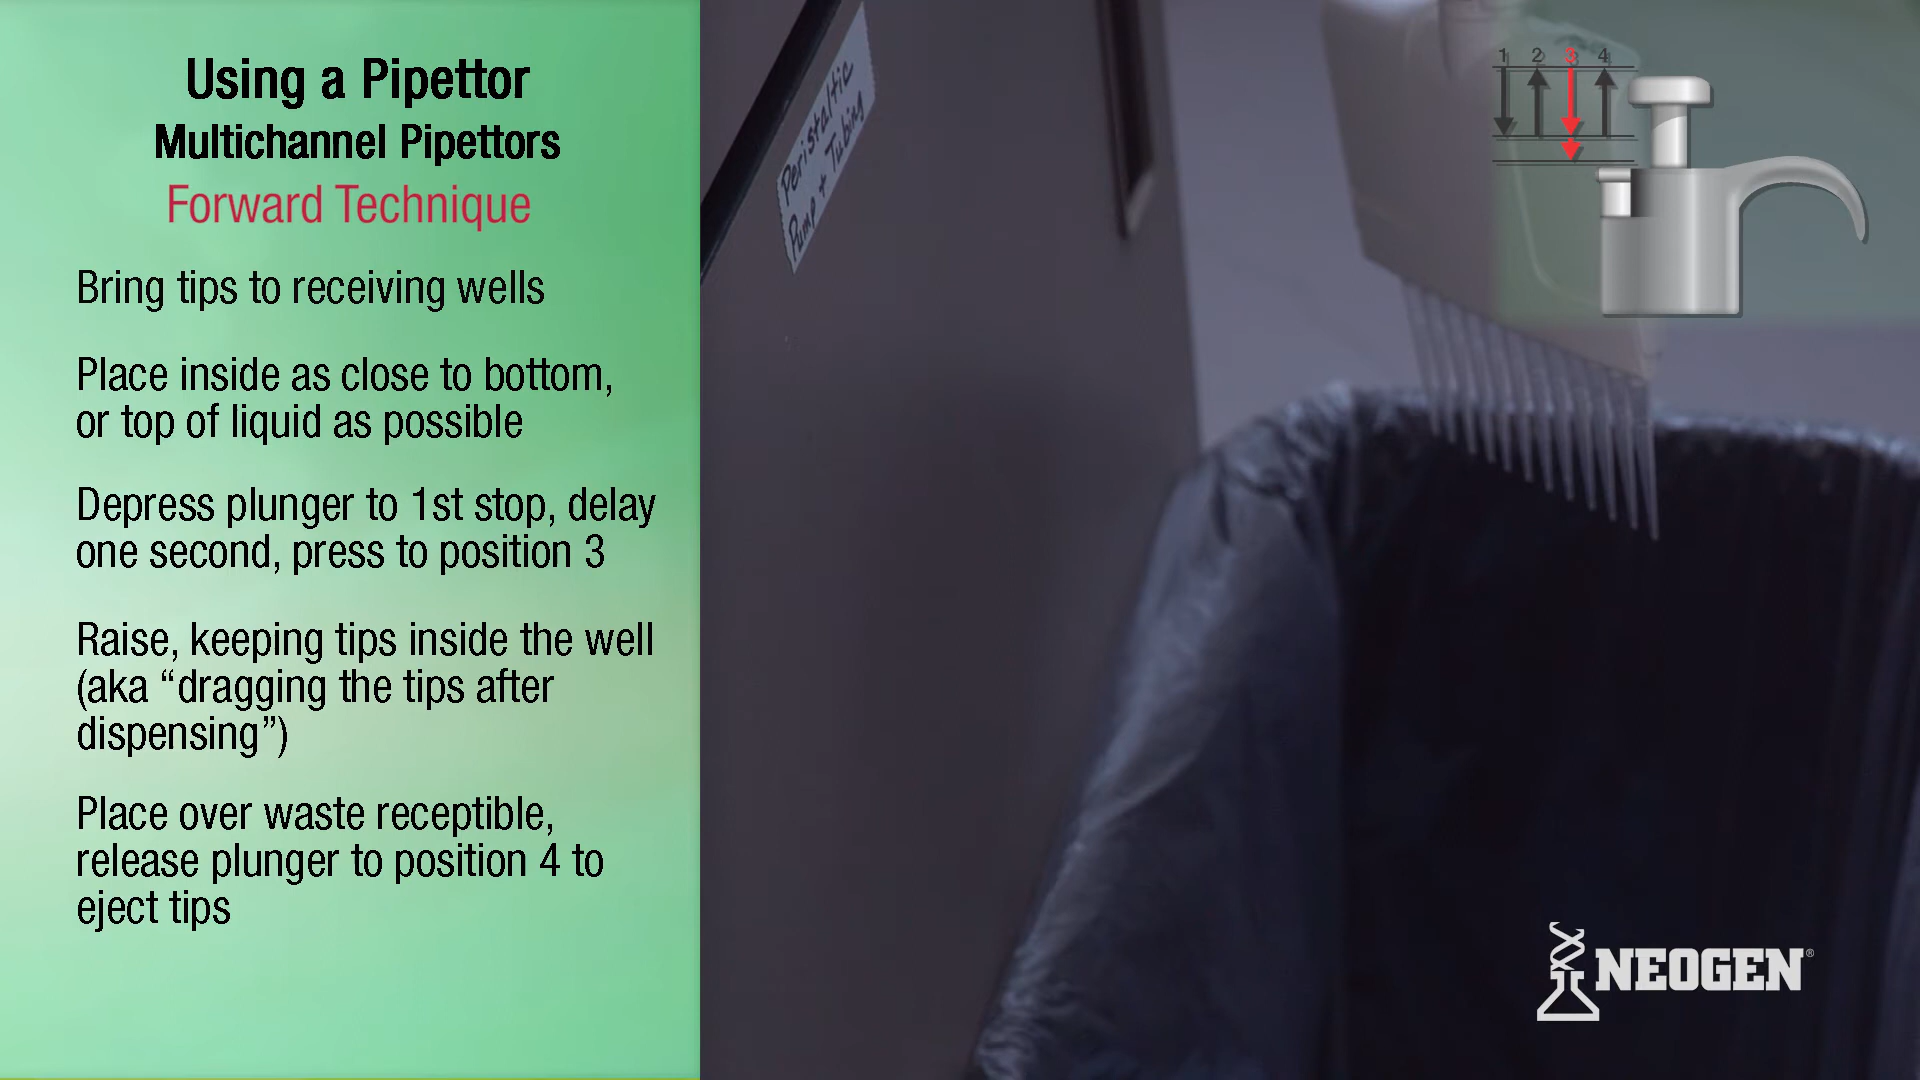 Using a Pipettor
Multichannel Pipettors
Forward Technique
Bring tips to receiving wells
Place inside as close to bottom,
or top of liquid as possible
Depress plunger to 1st stop, delay
one second, press to position 3
Raise, keeping tips inside the well
(aka “dragging the tips after
dispensing”)
Place over waste receptible,
release plunger to position 4 to
eject tips
Peristaltic
Pump + Tubing
1 2 3 4
NEOGEN®